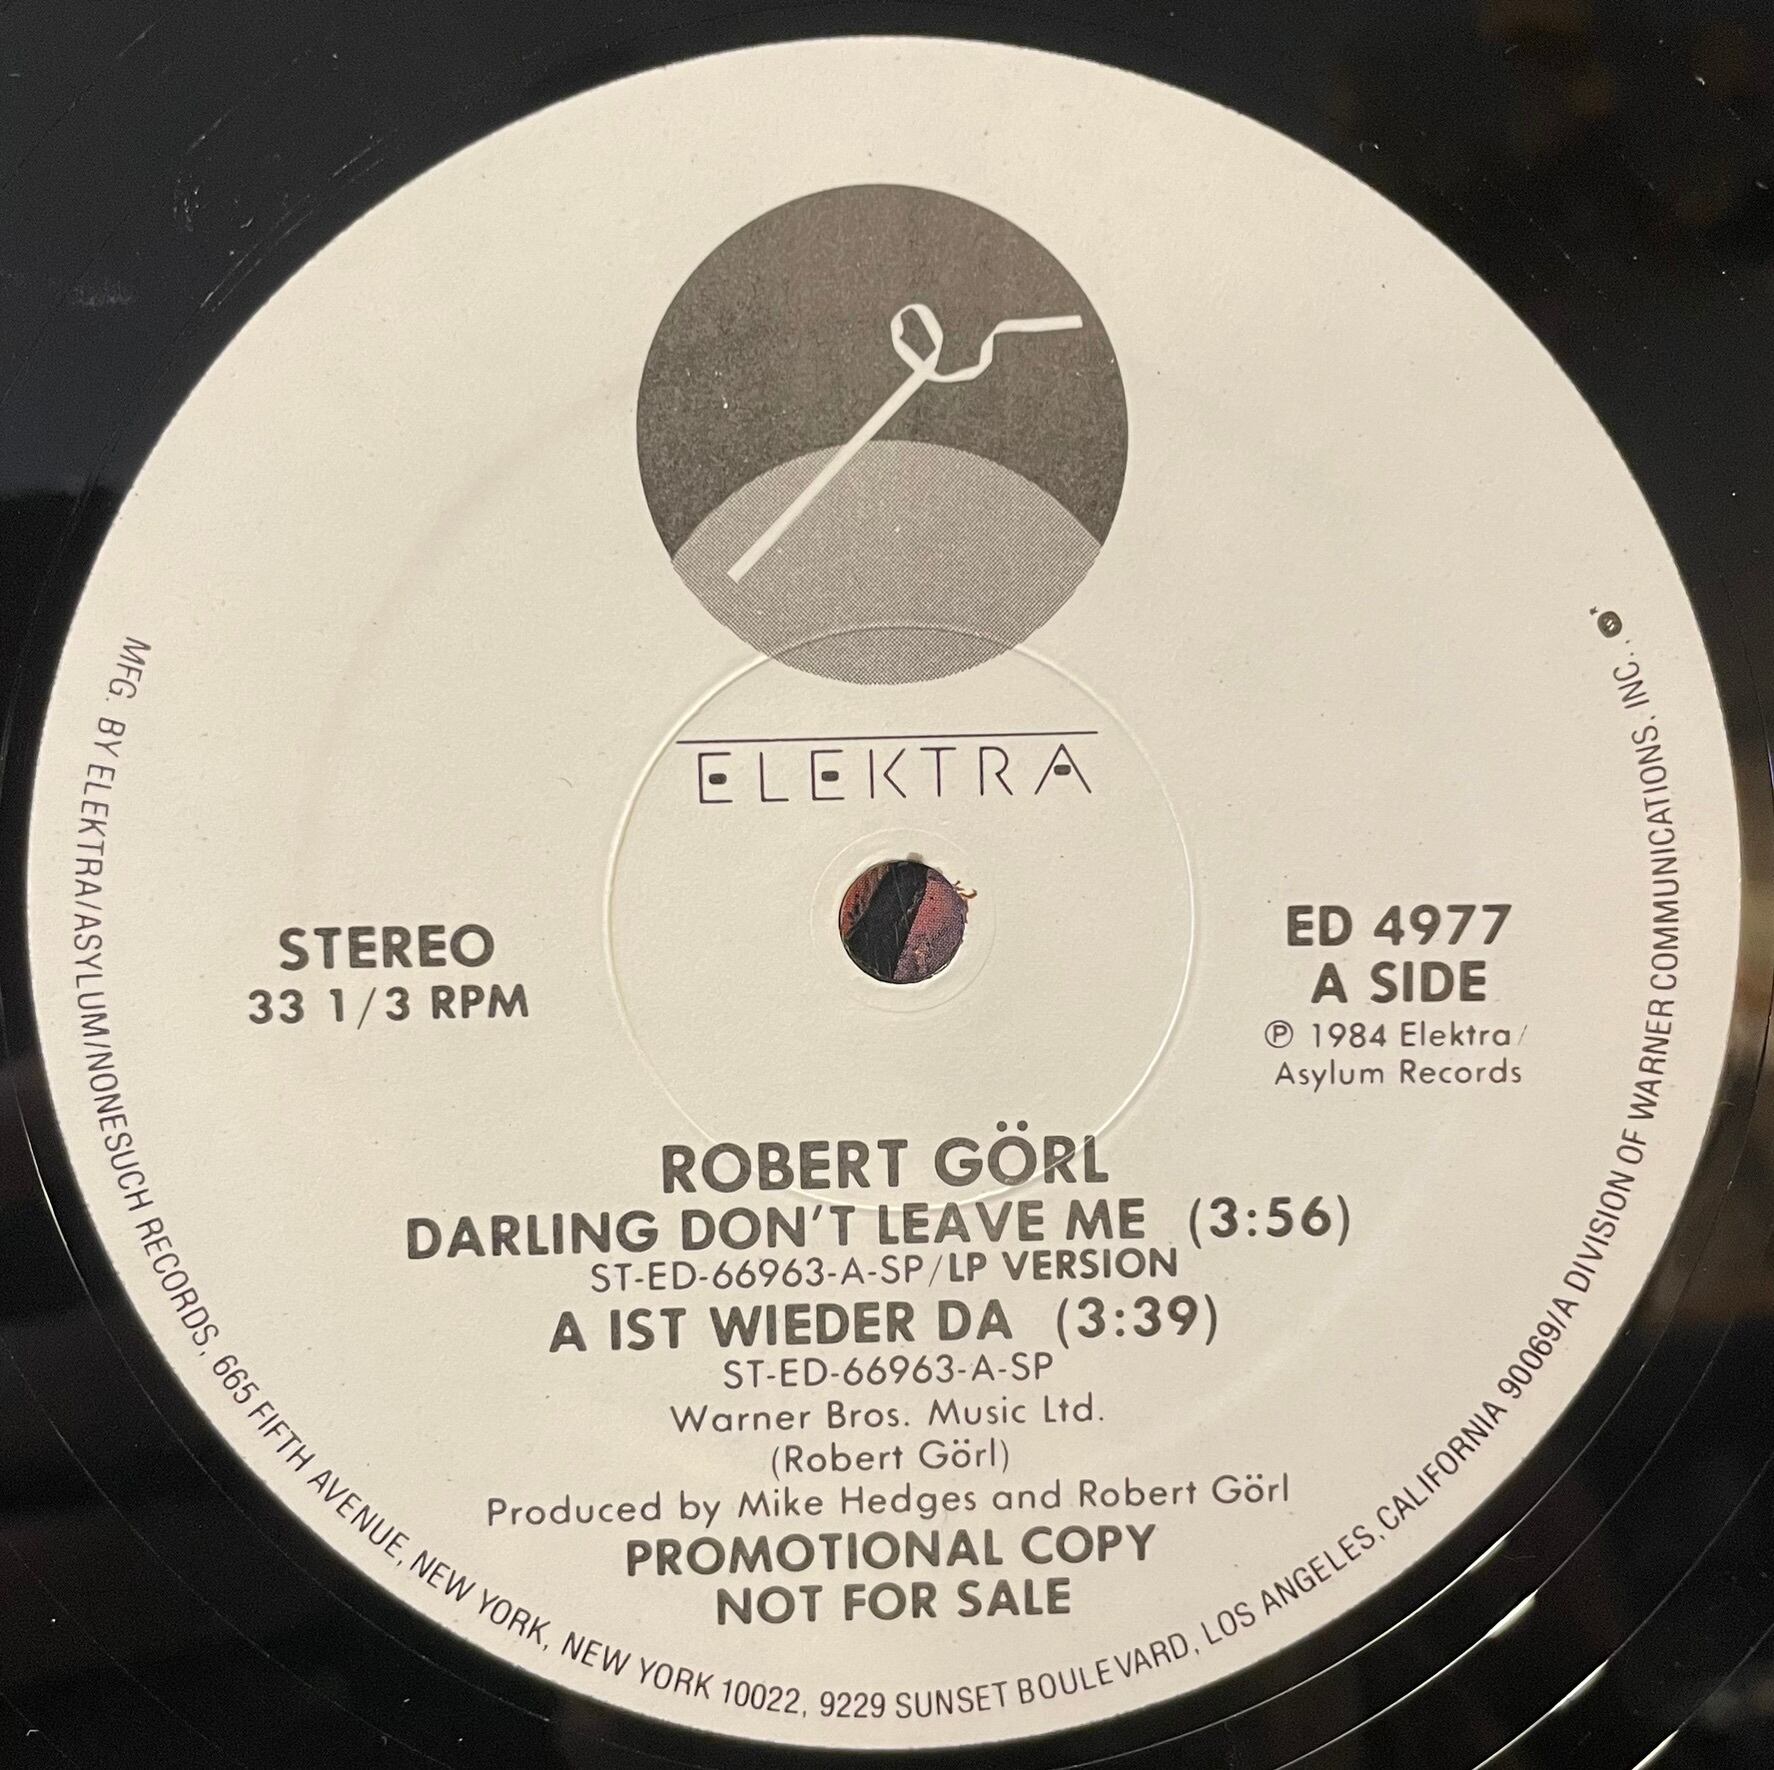 ELEKTRA
STEREO
33 1/3 RPM
ED 4977
A SIDE
℗ 1984 Elektra/
Asylum Records
ROBERT GÖRL
DARLING DON'T LEAVE ME (3:56)
ST-ED-66963-A-SP/LP VERSION
A IST WIEDER DA (3:39)
ST-ED-66963-A-SP
Warner Bros. Music Ltd.
(Robert Görl)
Produced by Mike Hedges and Robert Görl
PROMOTIONAL COPY
NOT FOR SALE
MFG. BY ELEKTRA/ASYLUM/NONESUCH RECORDS, 665 FIFTH AVENUE, NEW YORK, NEW YORK 10022, 9229 SUNSET BOULEVARD, LOS ANGELES, CALIFORNIA 90069/A DIVISION OF WARNER COMMUNICATIONS, INC.